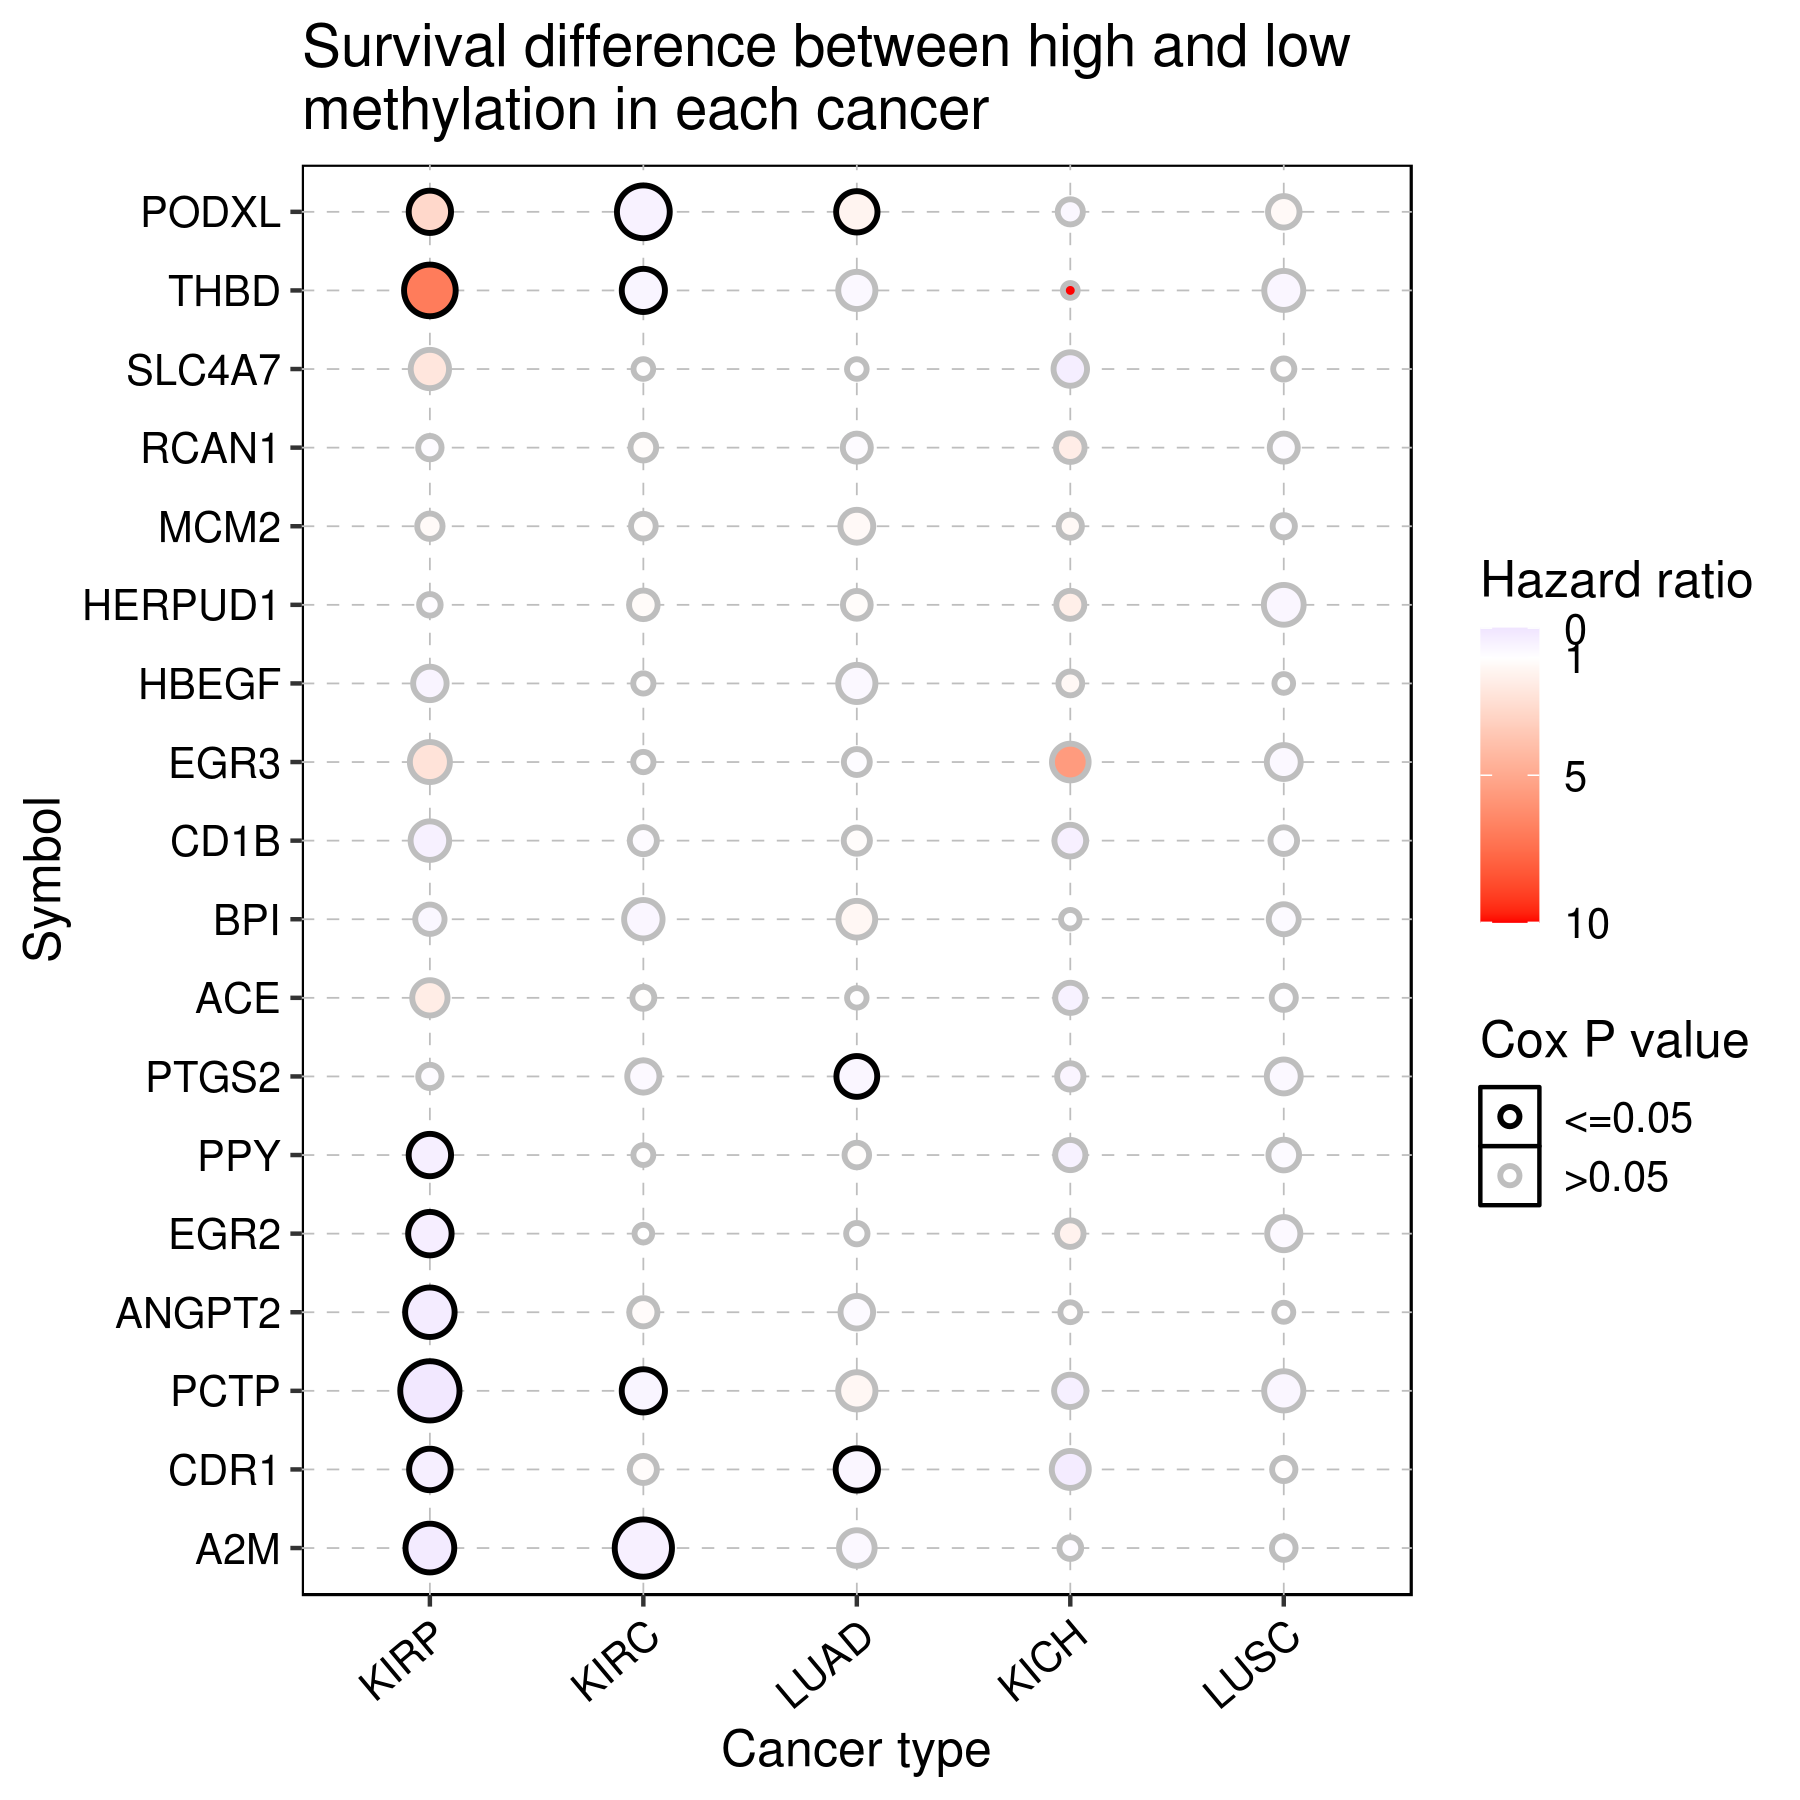 Survival difference between high and low
methylation in each cancer
PODXL
THBD
SLC4A7
RCAN1
MCM2
HERPUD1
HBEGF
EGR3
CD1B
BPI
ACE
PTGS2
PPY
EGR2
ANGPT2
PCTP
CDR1
A2M
Symbol
KIRP
KIRC
LUAD
KICH
LUSC
Cancer type
Hazard ratio
0
1
5
10
Cox P value
<=0.05
>0.05